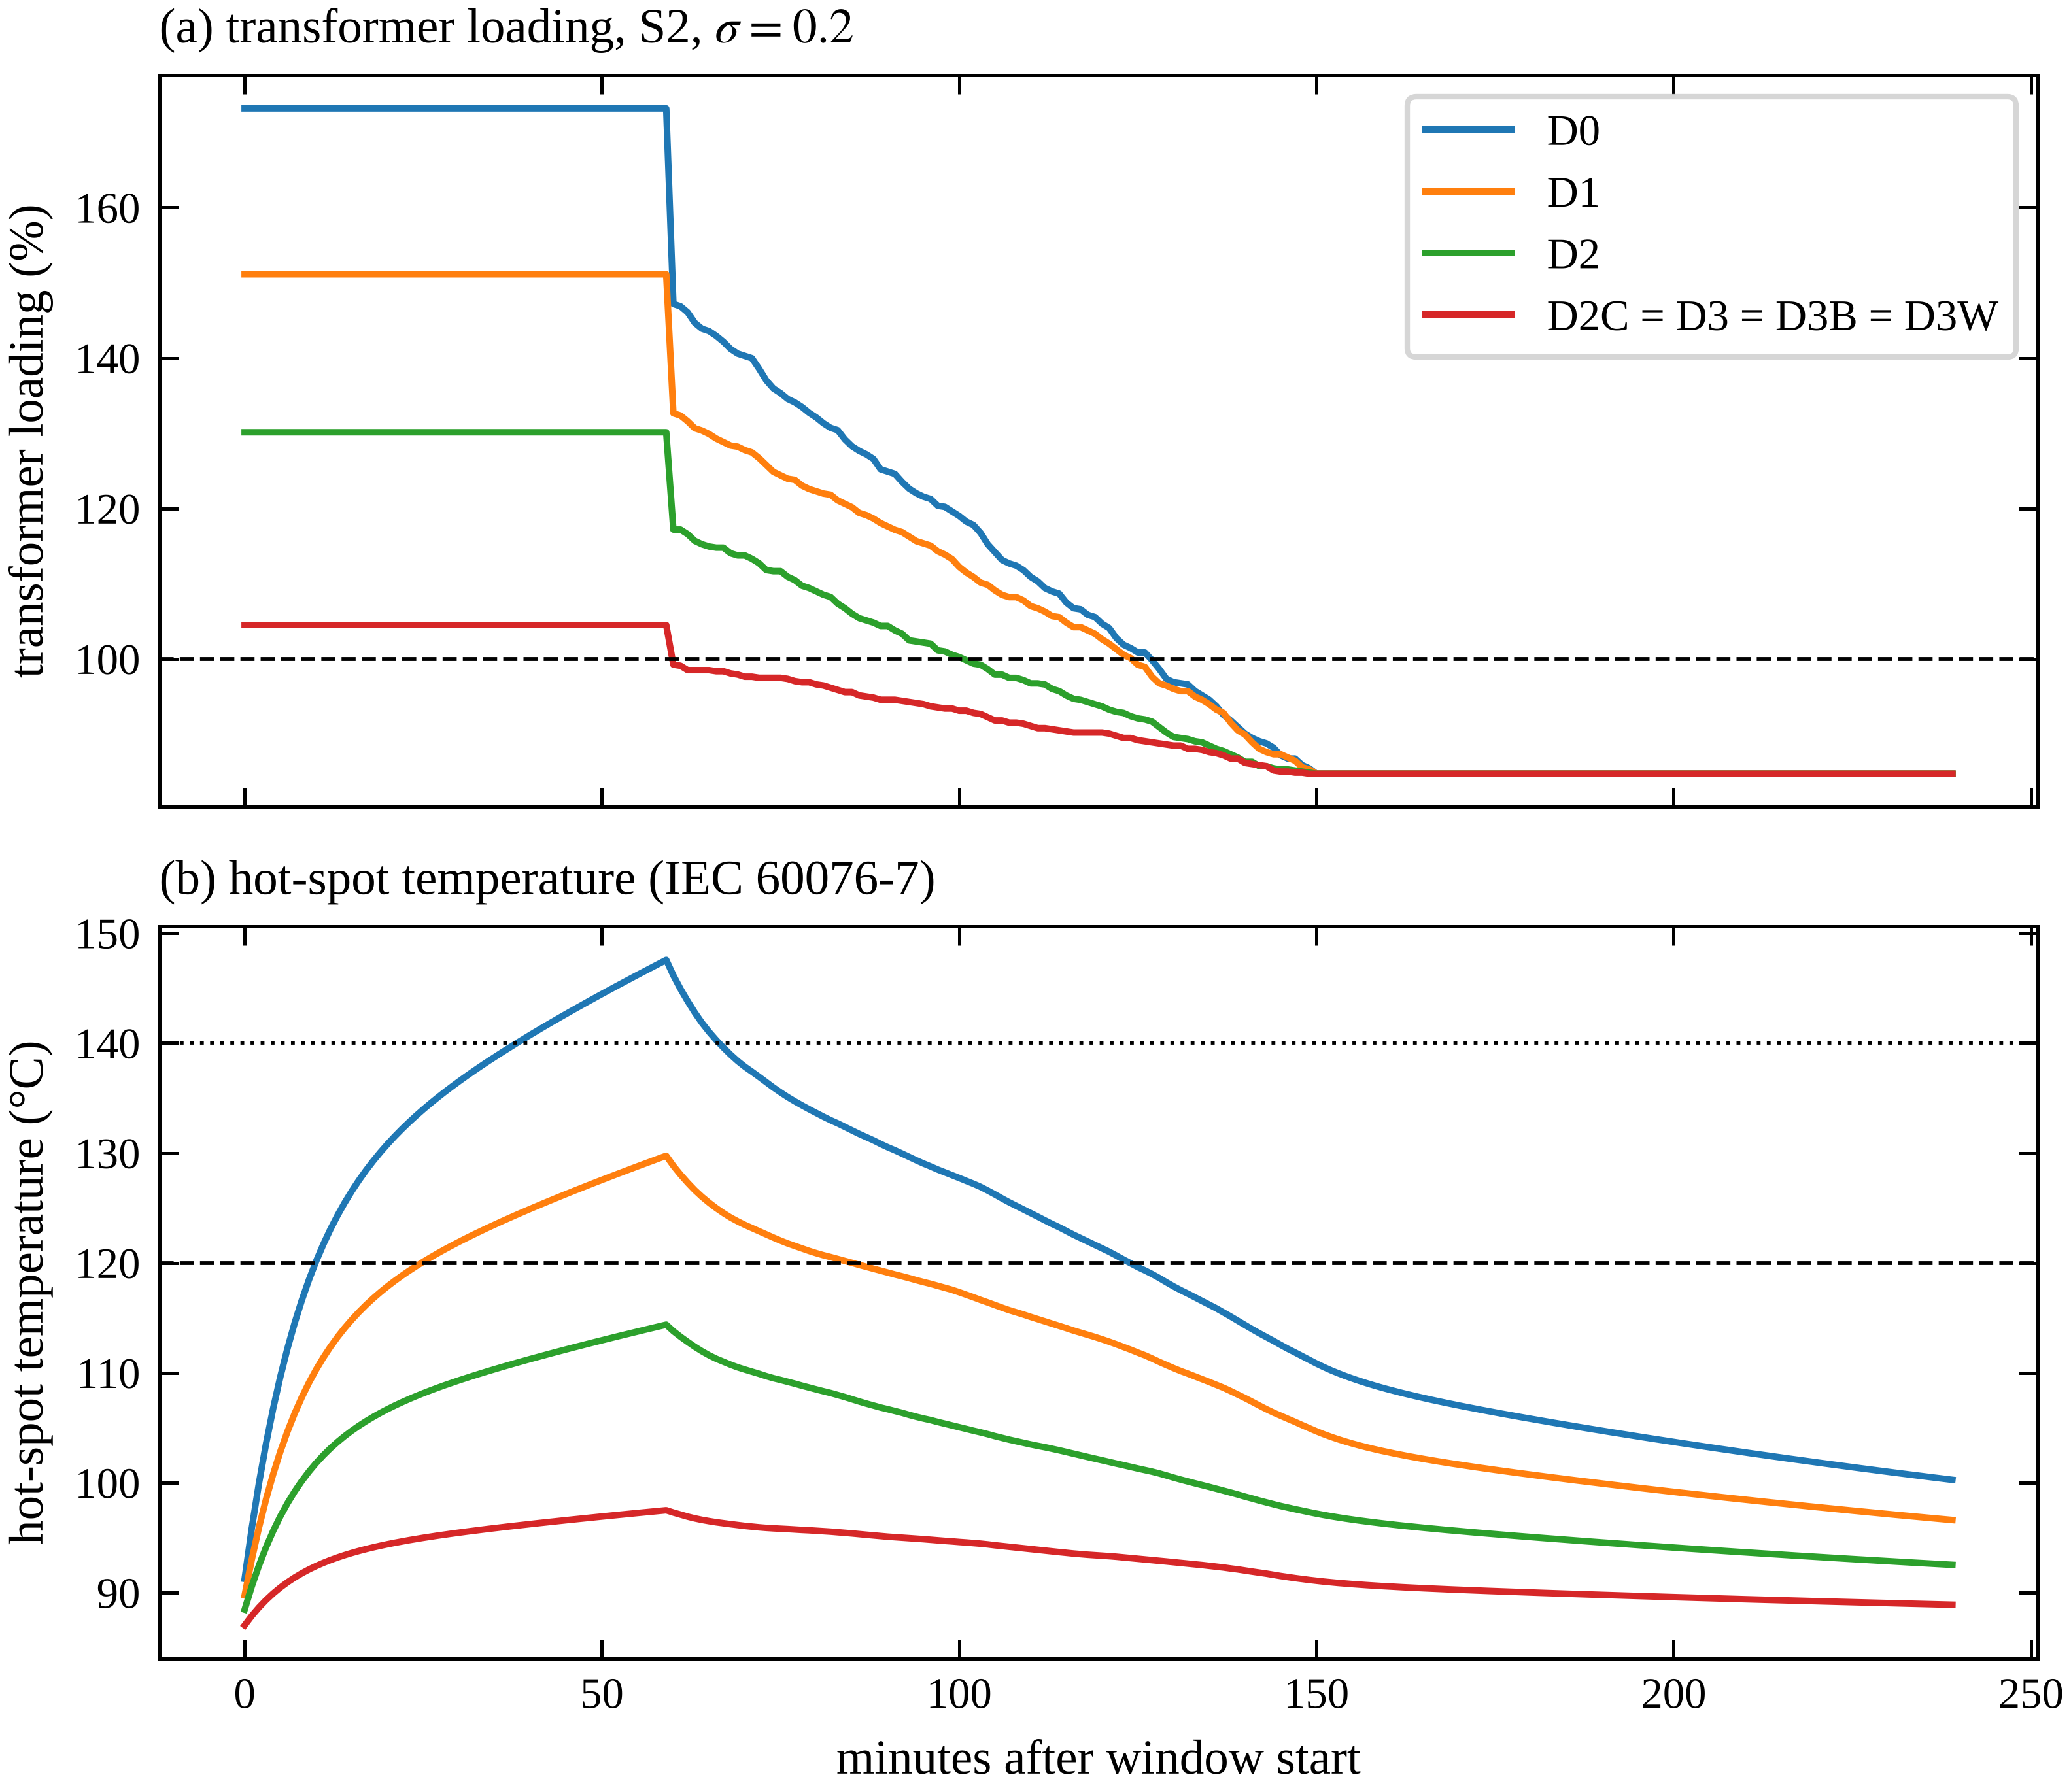 (a) transformer loading, S2, σ = 0.2
transformer loading (%)
160
140
120
100
D0
D1
D2
D2C = D3 = D3B = D3W
(b) hot-spot temperature (IEC 60076-7)
hot-spot temperature (°C)
150
140
130
120
110
100
90
0 50 100 150 200 250
minutes after window start